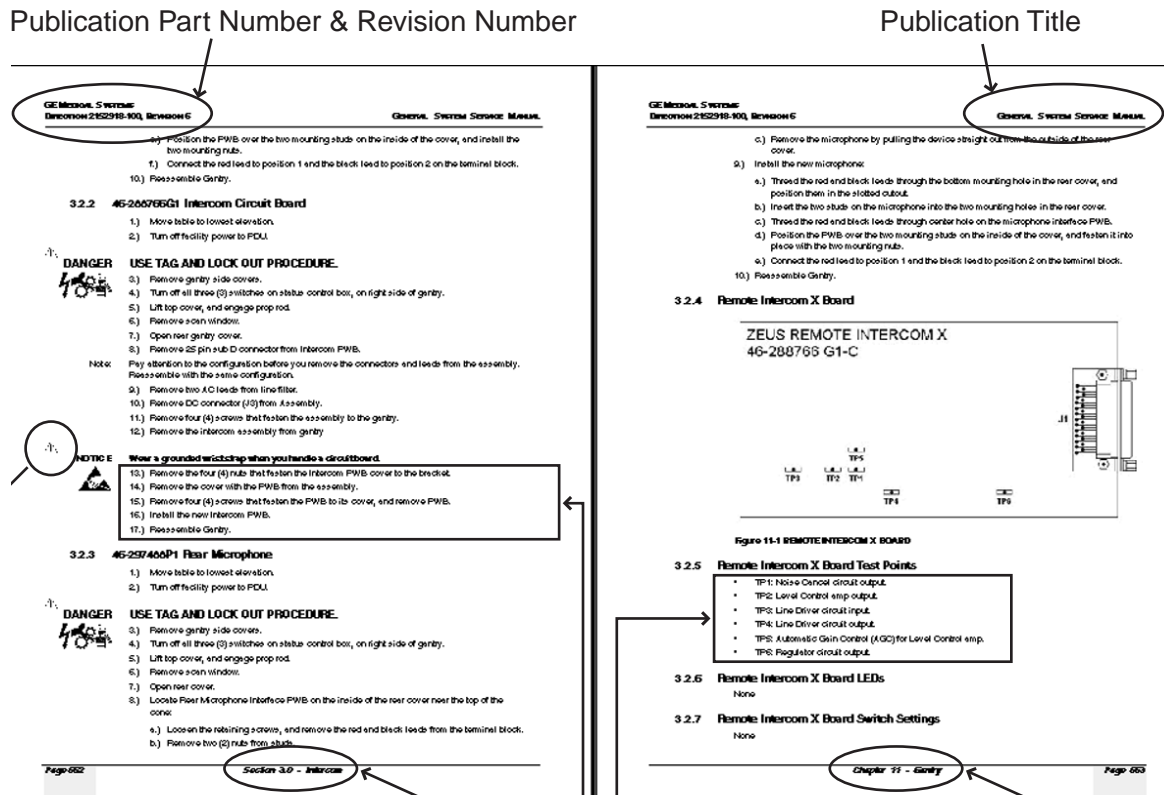 Publication Part Number & Revision Number
Publication Title
GE MEDICAL SYSTEMS
DIRECTION 2152918-100, REVISION 6
GENERAL SYSTEM SERVICE MANUAL
e.) Position the PWB over the two mounting studs on the inside of the cover, and install the
two mounting nuts.
f.) Connect the red lead to position 1 and the black lead to position 2 on the terminal block.
10.) Reassemble Gantry.
3.2.2 46-288766G1 Intercom Circuit Board
1.) Move table to lowest elevation.
2.) Turn off facility power to PDU.
DANGER USE TAG AND LOCK OUT PROCEDURE.
3.) Remove gantry side covers.
4.) Turn off all three (3) switches on status control box, on right side of gantry.
5.) Lift top cover, and engage prop rod.
6.) Remove scan window.
7.) Open rear gantry cover.
8.) Remove 25 pin sub D connector from Intercom PWB.
Note: Pay attention to the configuration before you remove the connectors and leads from the assembly.
Reassemble with the same configuration.
9.) Remove two AC leads from line filter.
10.) Remove DC connector (J3) from Assembly.
11.) Remove four (4) screws that fasten the assembly to the gantry.
12.) Remove the intercom assembly from gantry
NOTICE Wear a grounded wriststrap when you handle a circuit board.
13.) Remove the four (4) nuts that fasten the Intercom PWB cover to the bracket.
14.) Remove the cover with the PWB from the assembly.
15.) Remove four (4) screws that fasten the PWB to its cover, and remove PWB.
16.) Install the new Intercom PWB.
17.) Reassemble Gantry.
3.2.3 46-297488P1 Rear Microphone
1.) Move table to lowest elevation.
2.) Turn off facility power to PDU.
DANGER USE TAG AND LOCK OUT PROCEDURE.
3.) Remove gantry side covers.
4.) Turn off all three (3) switches on status control box, on right side of gantry.
5.) Lift top cover, and engage prop rod.
6.) Remove scan window.
7.) Open rear cover.
8.) Locate Rear Microphone Interface PWB on the inside of the rear cover near the top of the
cone:
a.) Loosen the retaining screws, and remove the red and black leads from the terminal block.
b.) Remove two (2) nuts from studs.
Page 552
Section 3.0 - Intercom
GE MEDICAL SYSTEMS
DIRECTION 2152918-100, REVISION 6
GENERAL SYSTEM SERVICE MANUAL
c.) Remove the microphone by pulling the device straight out from the outside of the rear
cover.
9.) Install the new microphone:
a.) Thread the red and black leads through the bottom mounting hole in the rear cover, and
position them in the slotted cutout.
b.) Insert the two studs on the microphone into the two mounting holes in the rear cover.
c.) Thread the red and black leads through center hole on the microphone interface PWB.
d.) Position the PWB over the two mounting studs on the inside of the cover, and fasten it into
place with the two mounting nuts.
e.) Connect the red lead to position 1 and the black lead to position 2 on the terminal block.
10.) Reassemble Gantry.
3.2.4 Remote Intercom X Board
ZEUS REMOTE INTERCOM X
46-288766 G1-C
J1
TP5
TP3 TP2 TP1
TP4 TP6
Figure 11-1 REMOTE INTERCOM X BOARD
3.2.5 Remote Intercom X Board Test Points
• TP1: Noise Cancel circuit output.
• TP2: Level Control amp output.
• TP3: Line Driver circuit input.
• TP4: Line Driver circuit output.
• TP5: Automatic Gain Control (AGC) for Level Control amp.
• TP6: Regulator circuit output.
3.2.6 Remote Intercom X Board LEDs
None
3.2.7 Remote Intercom X Board Switch Settings
None
Chapter 11 - Gantry
Page 553